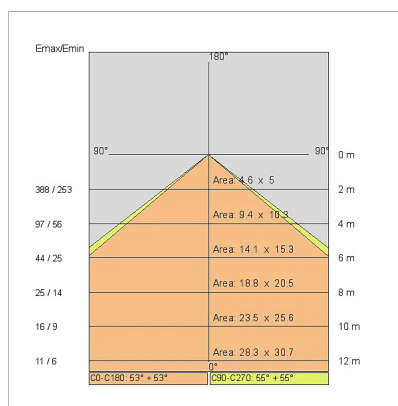 Emax/Emin
180°
90° 90° 0 m
Area: 4.6 x 5
388 / 253 2 m
Area: 9.4 x 10.3
97 / 56 4 m
Area: 14.1 x 15.3
44 / 25 6 m
Area: 18.8 x 20.5
25 / 14 8 m
Area: 23.5 x 25.6
16 / 9 10 m
Area: 28.3 x 30.7
11 / 6 12 m
0°
C0-C180: 53° + 53° C90-C270: 55° + 55°